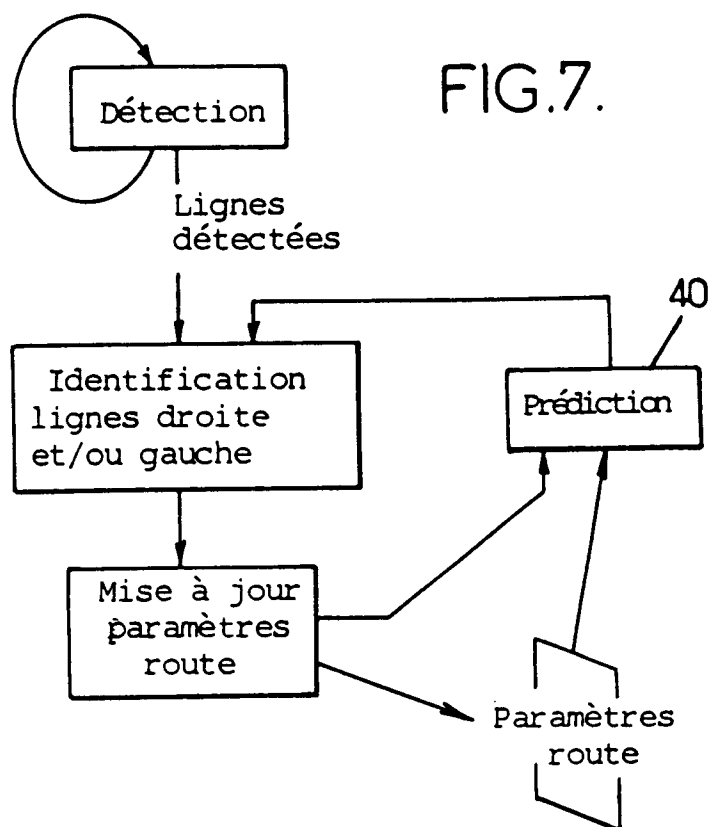 FIG.7.
Détection
Lignes
détectées
40
Identification
lignes droite
et/ou gauche
Prédiction
Mise à jour
paramètres
route
Paramètres
route